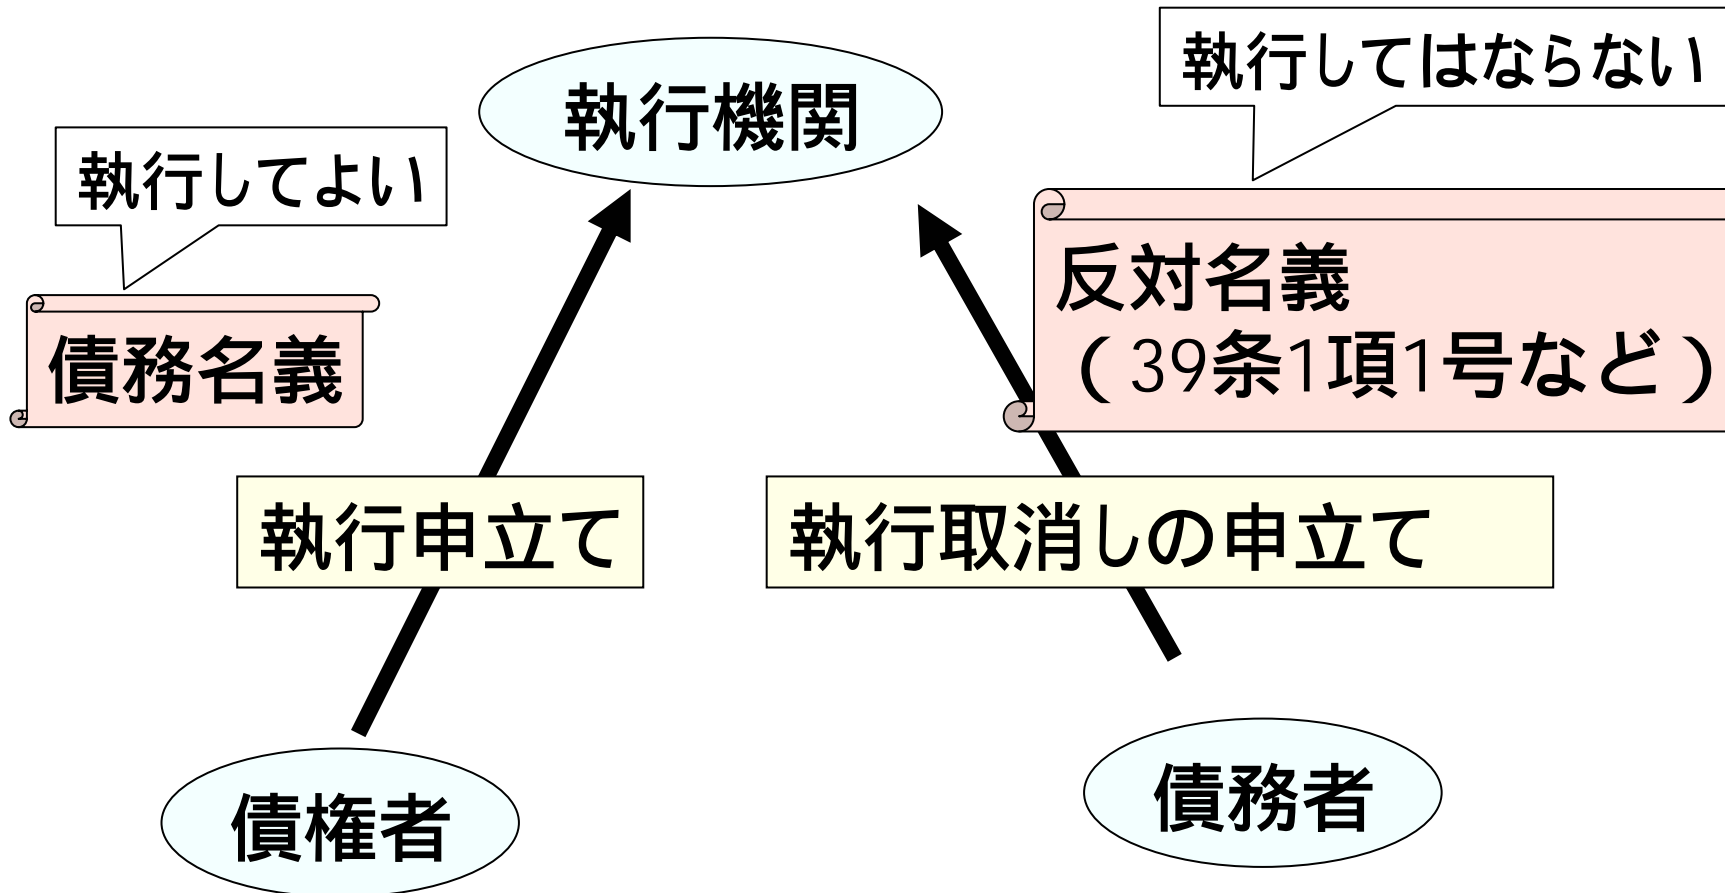 執行機関
執行してはならない
執行してよい
債務名義
反対名義
（39条1項1号など）
執行申立て
執行取消しの申立て
債権者
債務者